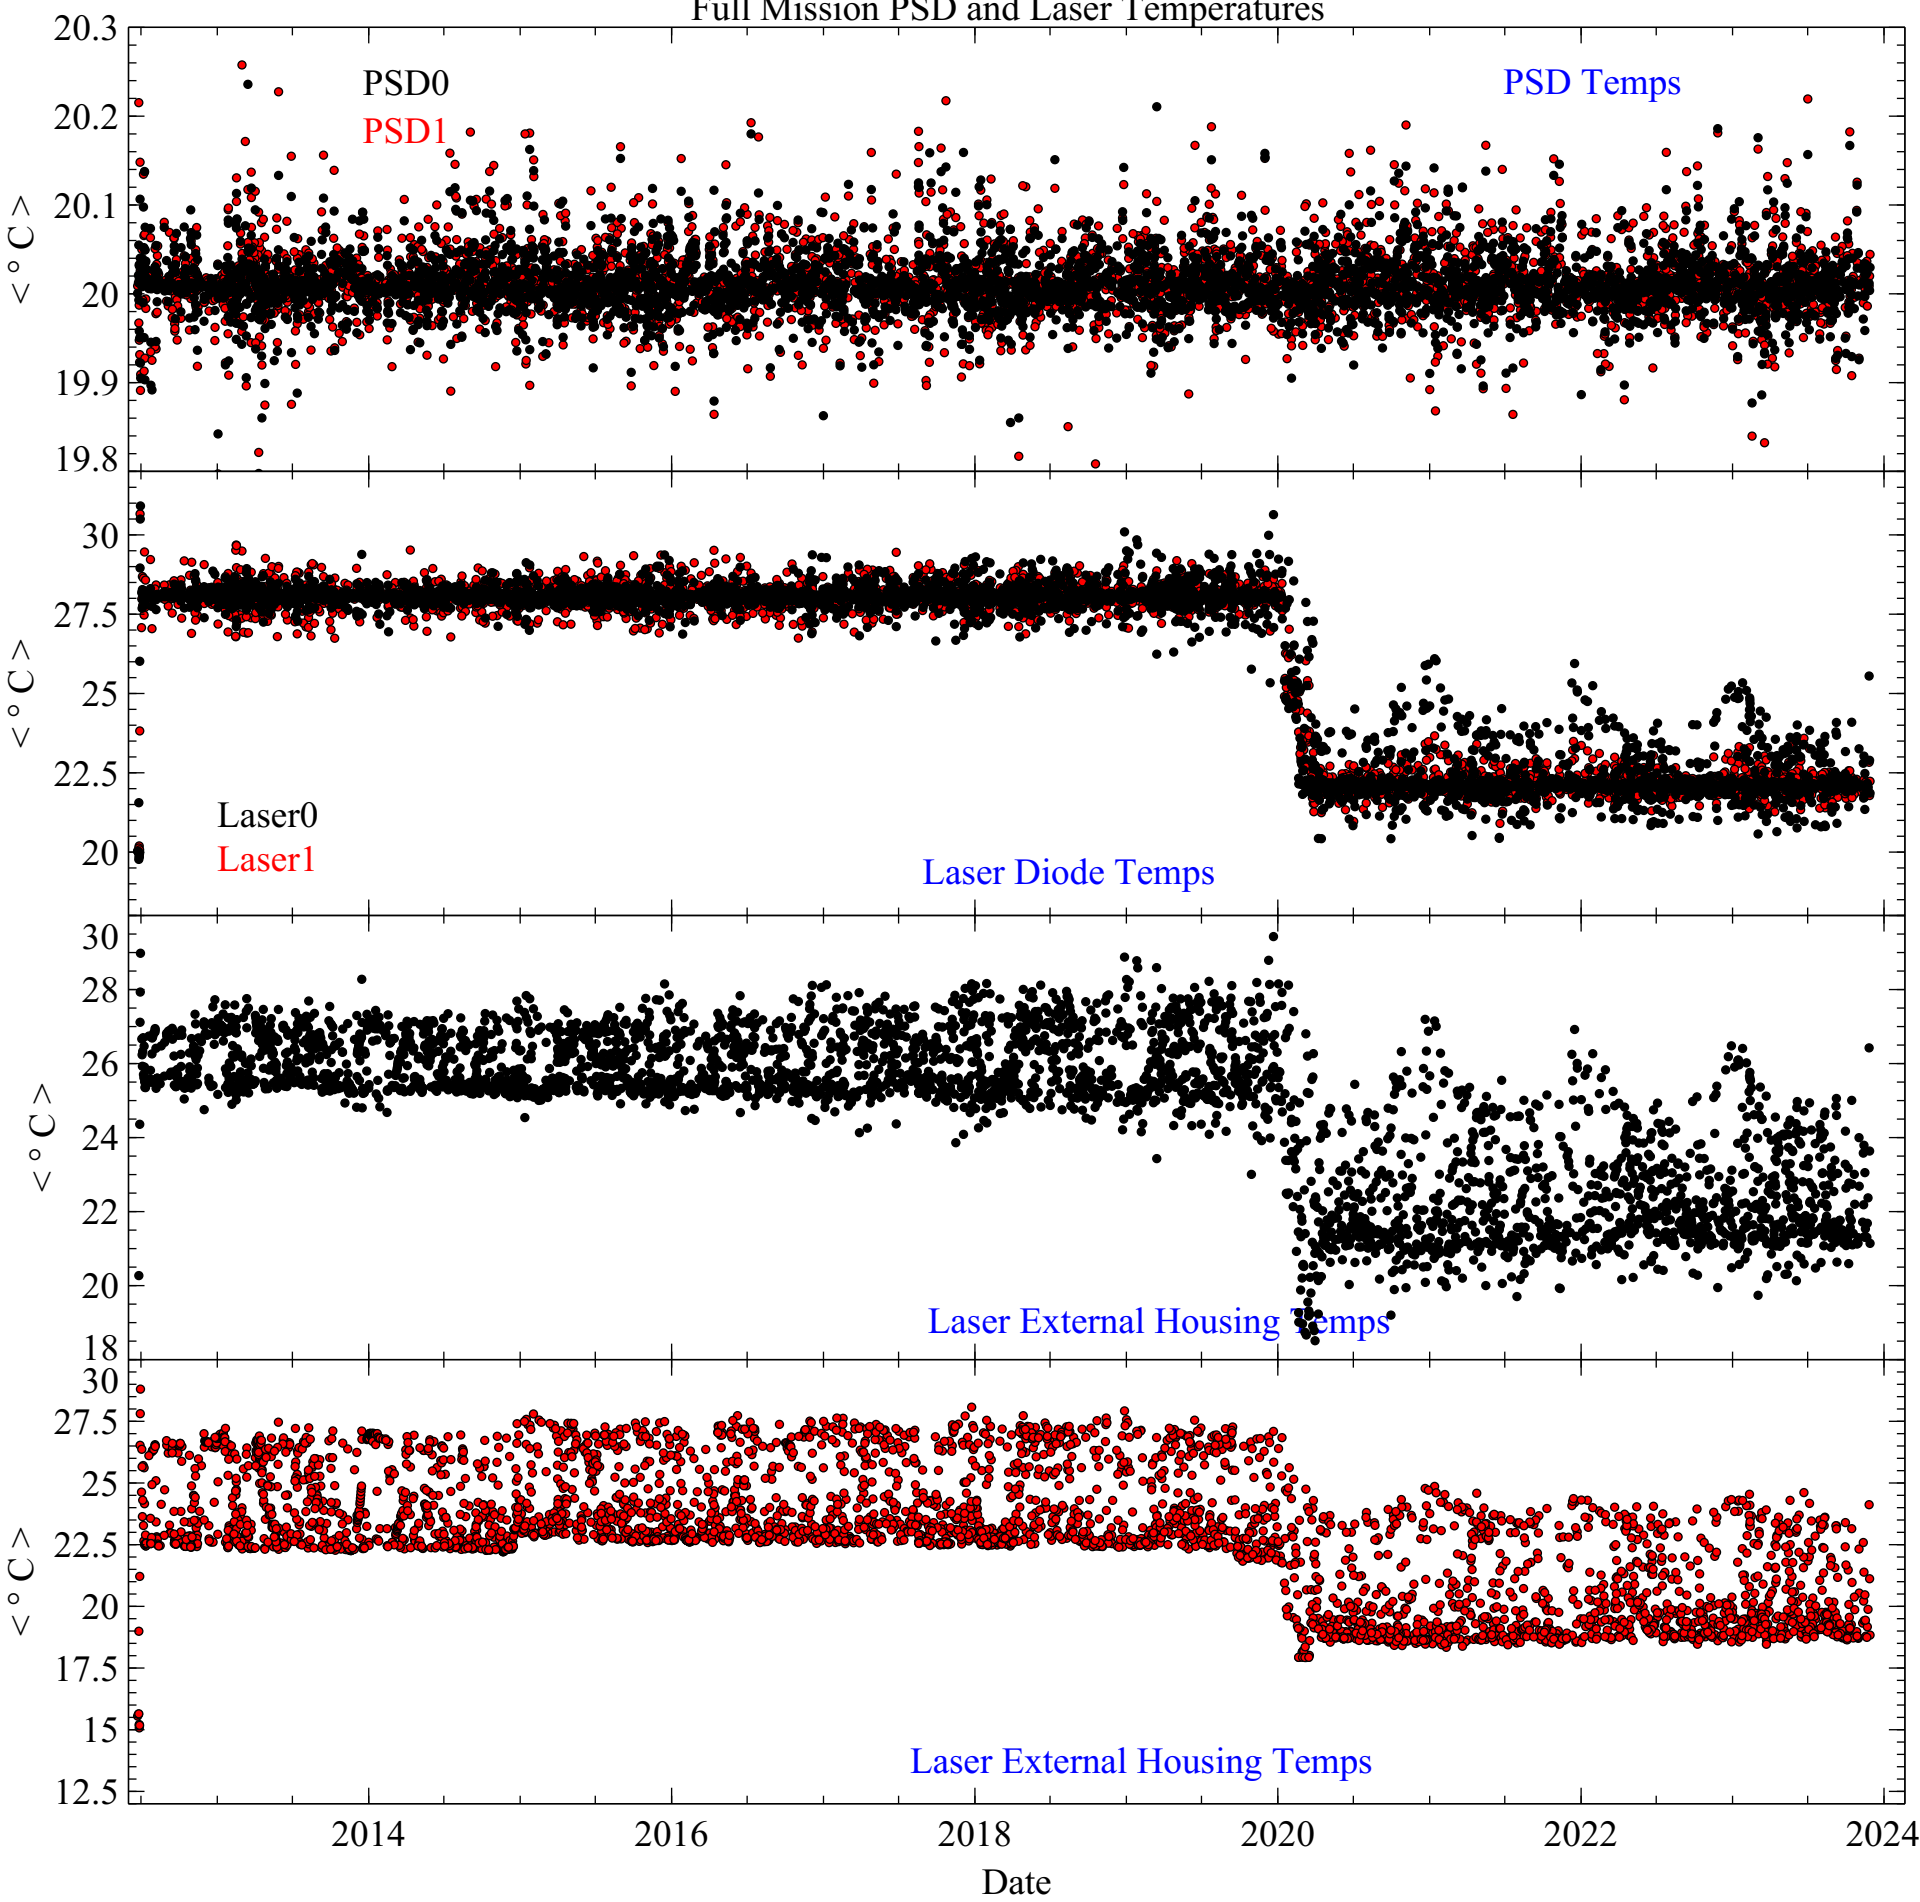 Full Mission PSD and Laser Temperatures
20.3
20.2
20.1
20
19.9
19.8
< ° C >
PSD0
PSD1
PSD Temps
30
27.5
25
22.5
20
< ° C >
Laser0
Laser1
Laser Diode Temps
30
28
26
24
22
20
18
< ° C >
Laser External Housing Temps
30
27.5
25
22.5
20
17.5
15
12.5
< ° C >
Laser External Housing Temps
2014 2016 2018 2020 2022 2024
Date